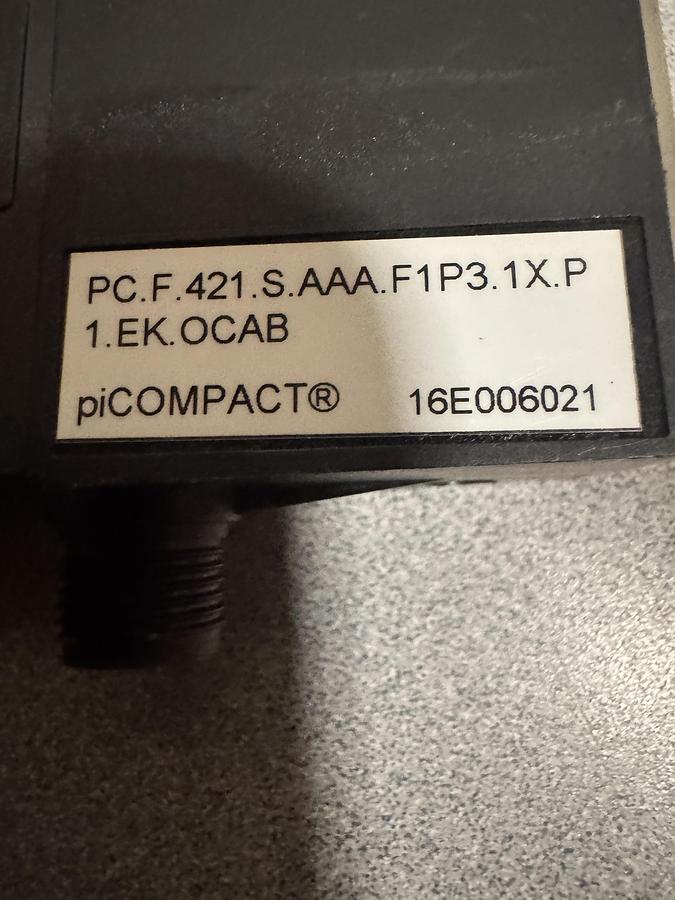 PC.F.421.S.AAA.F1P3.1X.P
1.EK.OCAB
piCOMPACT® 16E006021